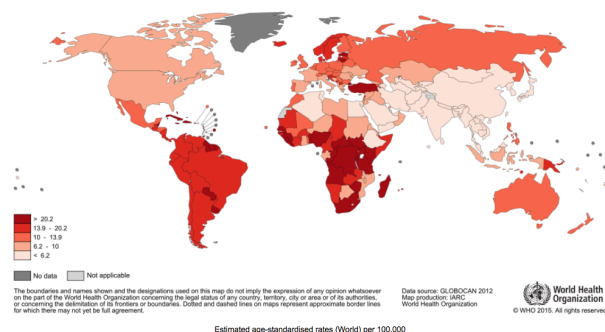 > 20.2
13.9 - 20.2
10 - 13.9
6.2 - 10
< 6.2
No data
Not applicable
The boundaries and names shown and the designations used on this map do not imply the expression of any opinion whatsoever
on the part of the World Health Organization concerning the legal status of any country, territory, city or area or of its authorities,
or concerning the delimitation of its frontiers or boundaries. Dotted and dashed lines on maps represent approximate border lines
for which there may not yet be full agreement.
Data source: GLOBOCAN 2012
Map production: IARC
World Health Organization
World Health
Organization
© WHO 2015. All rights reserved
Estimated age-standardised rates (World) per 100,000